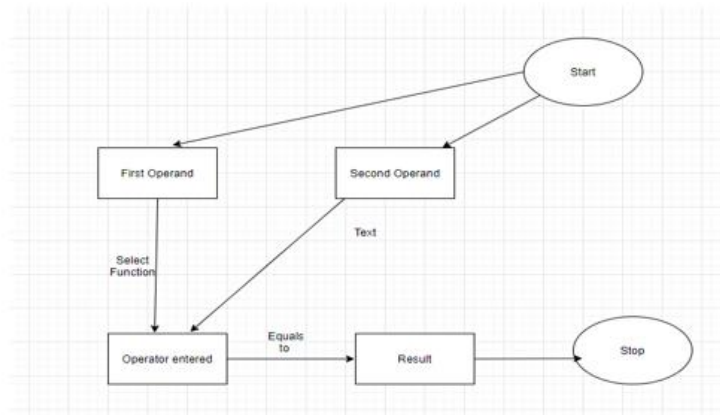 Start
First Operand
Second Operand
Text
Select
Function
Equals
to
Operator entered
Result
Stop